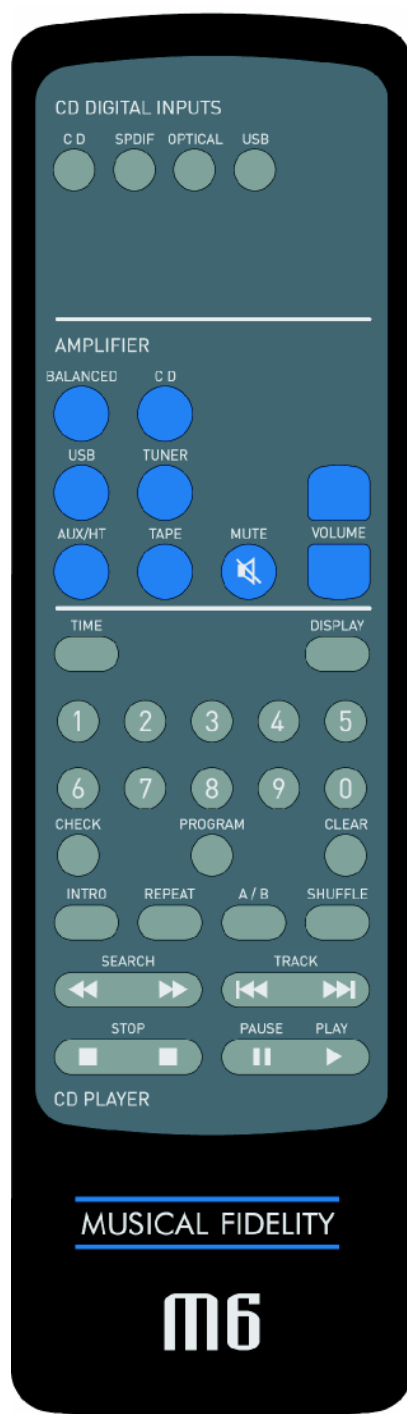 CD DIGITAL INPUTS
CD SPDIF OPTICAL USB
AMPLIFIER
BALANCED CD
USB TUNER
AUX/HT TAPE MUTE VOLUME
TIME DISPLAY
1 2 3 4 5
6 7 8 9 0
CHECK PROGRAM CLEAR
INTRO REPEAT A/B SHUFFLE
SEARCH TRACK
STOP PAUSE PLAY
CD PLAYER
MUSICAL FIDELITY
M6